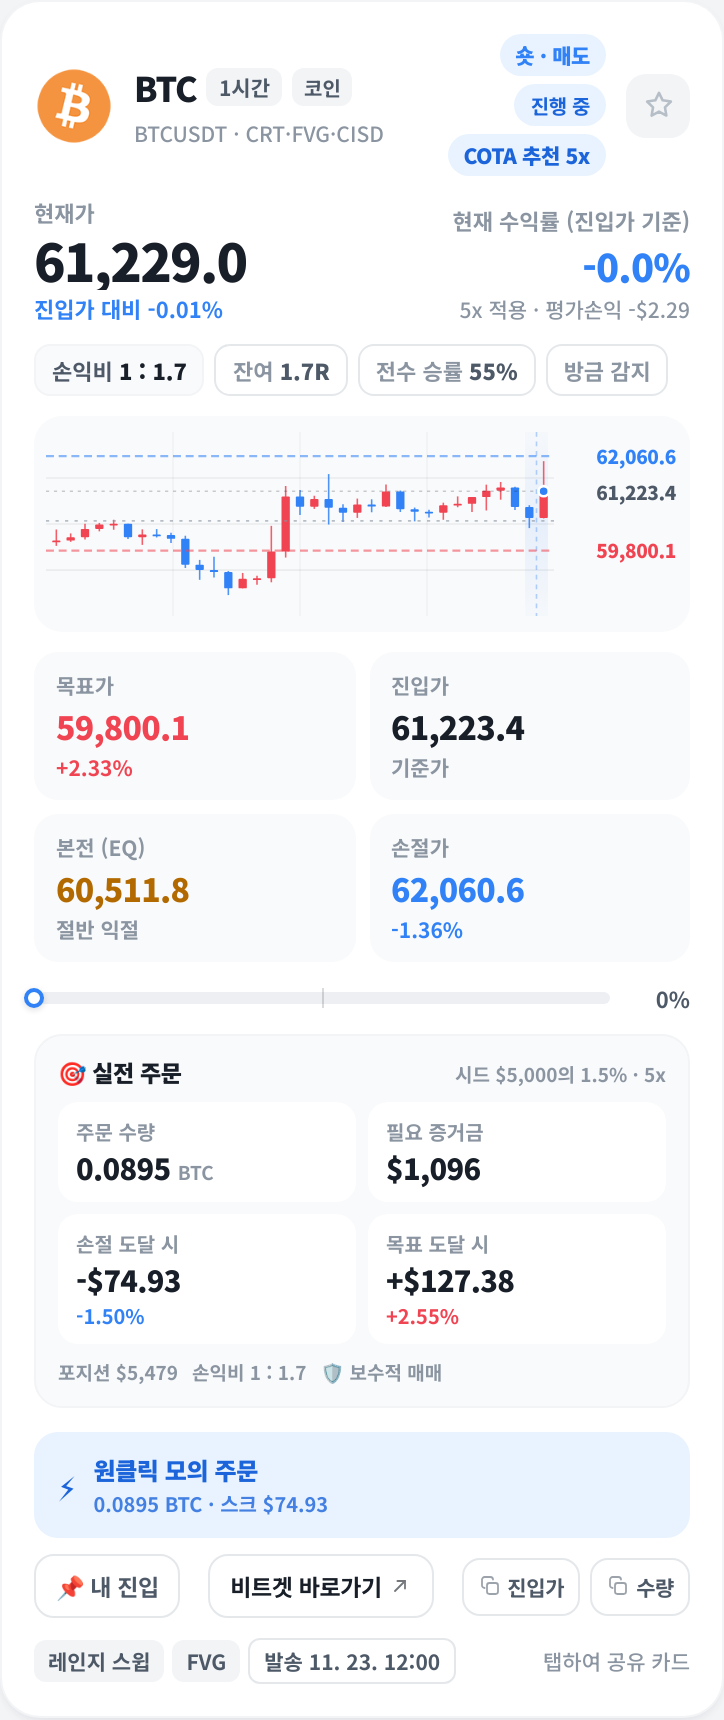 BTC 1시간 코인
BTCUSDT · CRT·FVG·CISD
숏 · 매도
진행 중
COTA 추천 5x
현재가
61,229.0
진입가 대비 -0.01%
현재 수익률 (진입가 기준)
-0.0%
5x 적용 · 평가손익 -$2.29
손익비 1 : 1.7
잔여 1.7R
전수 승률 55%
방금 감지
62,060.6
61,223.4
59,800.1
목표가
59,800.1
+2.33%
진입가
61,223.4
기준가
본전 (EQ)
60,511.8
절반 익절
손절가
62,060.6
-1.36%
0%
🎯 실전 주문
시드 $5,000의 1.5% · 5x
주문 수량
0.0895 BTC
필요 증거금
$1,096
손절 도달 시
-$74.93
-1.50%
목표 도달 시
+$127.38
+2.55%
포지션 $5,479 손익비 1 : 1.7 🛡️ 보수적 매매
⚡ 원클릭 모의 주문
0.0895 BTC · 스크 $74.93
📌 내 진입
비트겟 바로가기 ↗
진입가
수량
레인지 스윕
FVG
발송 11. 23. 12:00
탭하여 공유 카드